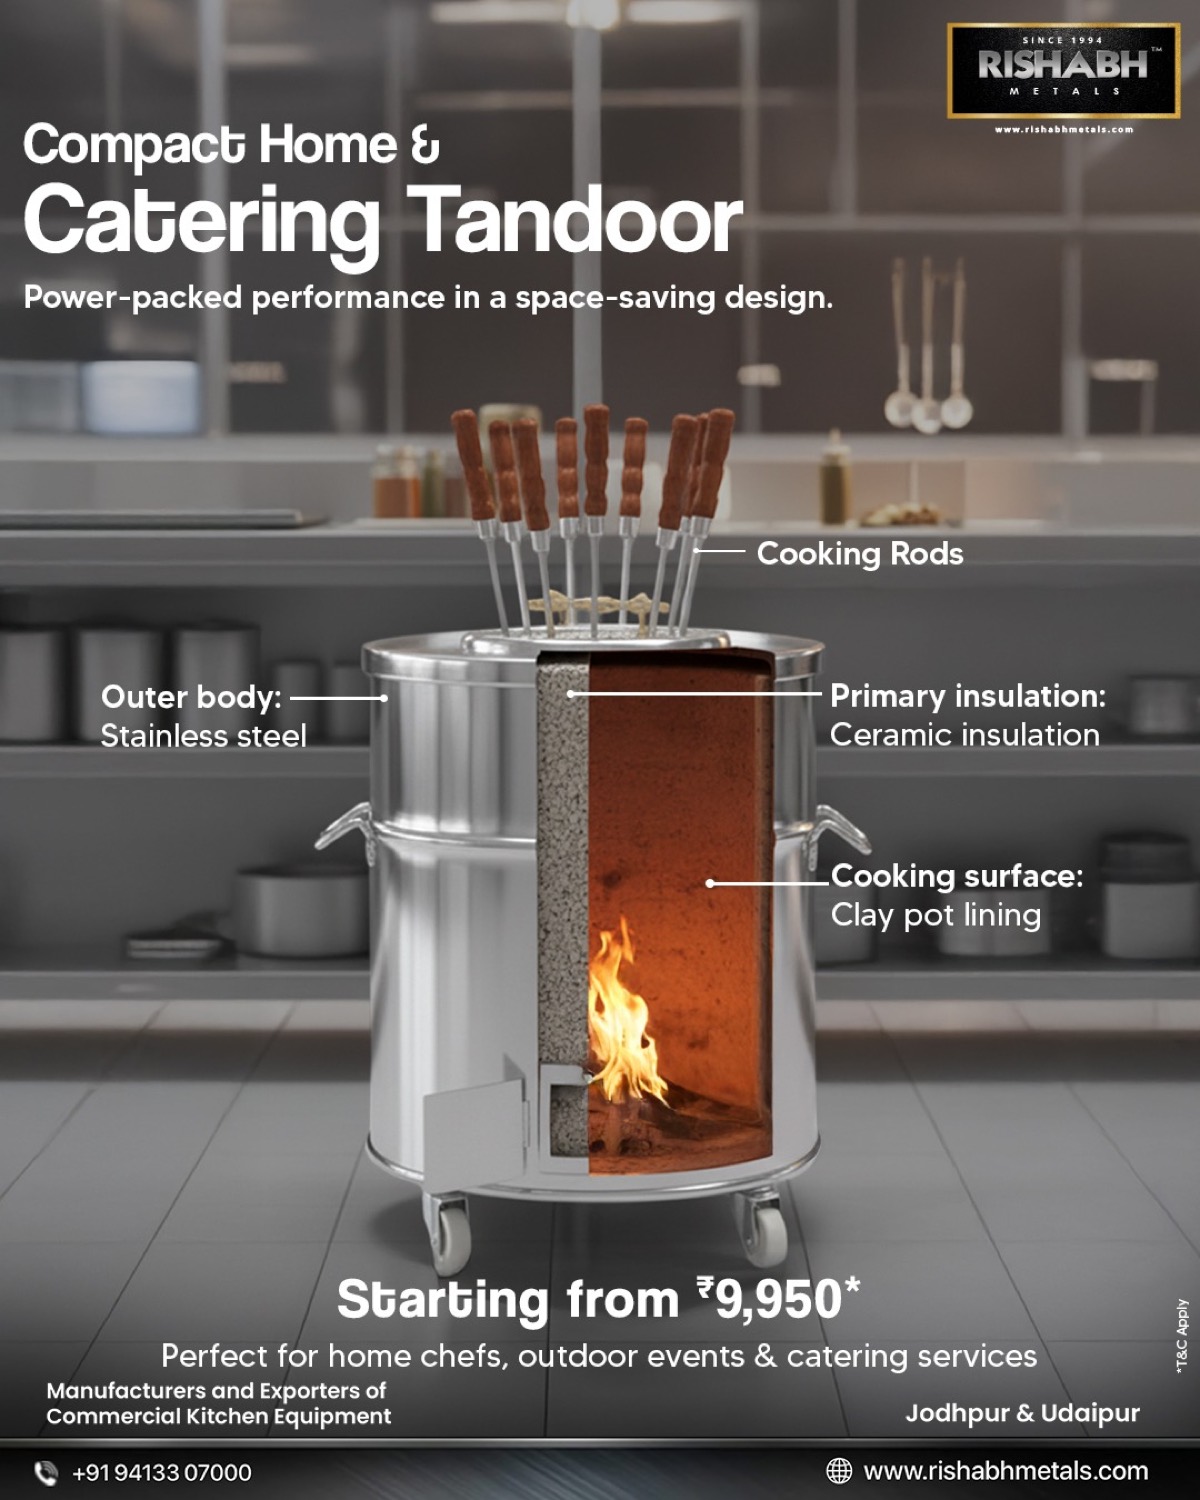 SINCE 1994
RISHABH™
METALS
www.rishabhmetals.com
Compact Home &
Catering Tandoor
Power-packed performance in a space-saving design.
Cooking Rods
Outer body:
Stainless steel
Primary insulation:
Ceramic insulation
Cooking surface:
Clay pot lining
Starting from ₹9,950*
Perfect for home chefs, outdoor events & catering services
*T&C Apply
Manufacturers and Exporters of
Commercial Kitchen Equipment
Jodhpur & Udaipur
+91 94133 07000
www.rishabhmetals.com